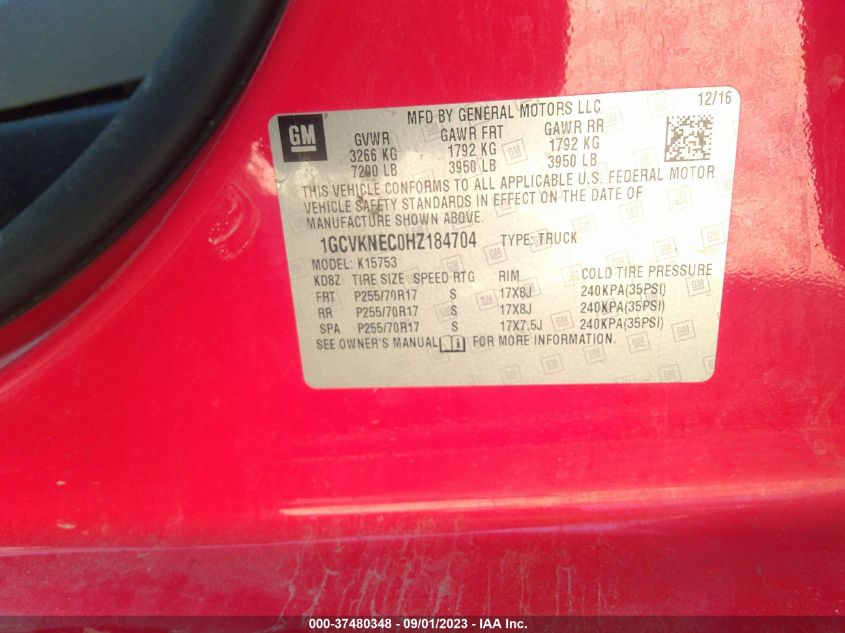 MFD BY GENERAL MOTORS LLC 12/16
GM GVWR GAWR FRT GAWR RR
3266 KG 1792 KG 1792 KG
7200 LB 3950 LB 3950 LB
THIS VEHICLE CONFORMS TO ALL APPLICABLE U.S. FEDERAL MOTOR
VEHICLE SAFETY STANDARDS IN EFFECT ON THE DATE OF
MANUFACTURE SHOWN ABOVE.
1GCVKNEC0HZ184704 TYPE: TRUCK
MODEL: K15753
KD8Z TIRE SIZE SPEED RTG RIM COLD TIRE PRESSURE
FRT P255/70R17 S 17X8J 240KPA(35PSI)
RR P255/70R17 S 17X8J 240KPA(35PSI)
SPA P255/70R17 S 17X7.5J 240KPA(35PSI)
SEE OWNER'S MANUAL FOR MORE INFORMATION.
000-37480348 - 09/01/2023 - IAA Inc.